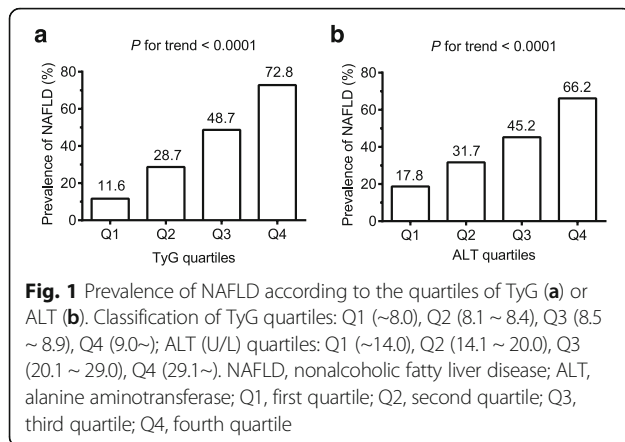 a
P for trend < 0.0001
Prevalence of NAFLD (%)
80
60
40
20
0
11.6
28.7
48.7
72.8
Q1 Q2 Q3 Q4
TyG quartiles
b
P for trend < 0.0001
Prevalence of NAFLD (%)
80
60
40
20
0
17.8
31.7
45.2
66.2
Q1 Q2 Q3 Q4
ALT quartiles
Fig. 1 Prevalence of NAFLD according to the quartiles of TyG (a) or
ALT (b). Classification of TyG quartiles: Q1 (~8.0), Q2 (8.1 ~ 8.4), Q3 (8.5
~ 8.9), Q4 (9.0~); ALT (U/L) quartiles: Q1 (~14.0), Q2 (14.1 ~ 20.0), Q3
(20.1 ~ 29.0), Q4 (29.1~). NAFLD, nonalcoholic fatty liver disease; ALT,
alanine aminotransferase; Q1, first quartile; Q2, second quartile; Q3,
third quartile; Q4, fourth quartile